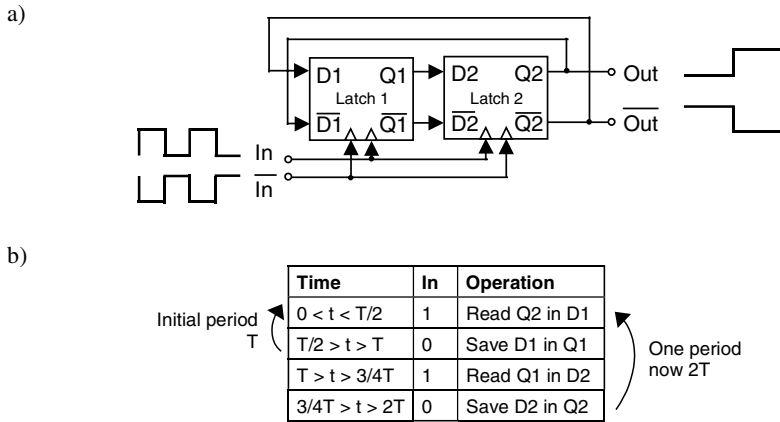 a)
D1 Q1 D2 Q2 Out
Latch 1 Latch 2
D1 Q1 D2 Q2 Out
In
In
b)
Time In Operation
0 < t < T/2 1 Read Q2 in D1
T/2 > t > T 0 Save D1 in Q1
T > t > 3/4T 1 Read Q1 in D2
3/4T > t > 2T 0 Save D2 in Q2
Initial period
T
One period
now 2T